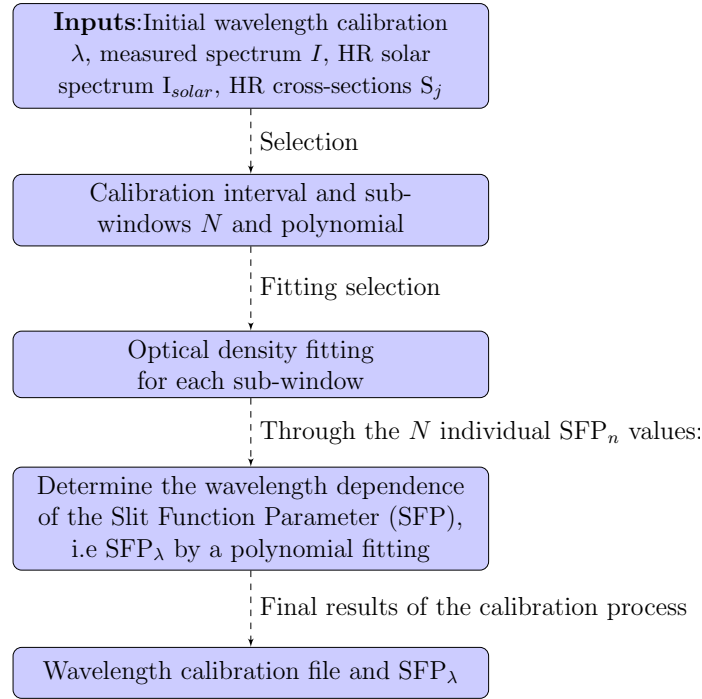 Inputs:Initial wavelength calibration
λ, measured spectrum I, HR solar
spectrum I_solar, HR cross-sections S_j
Selection
Calibration interval and sub-
windows N and polynomial
Fitting selection
Optical density fitting
for each sub-window
Through the N individual SFP_n values:
Determine the wavelength dependence
of the Slit Function Parameter (SFP),
i.e SFP_λ by a polynomial fitting
Final results of the calibration process
Wavelength calibration file and SFP_λ